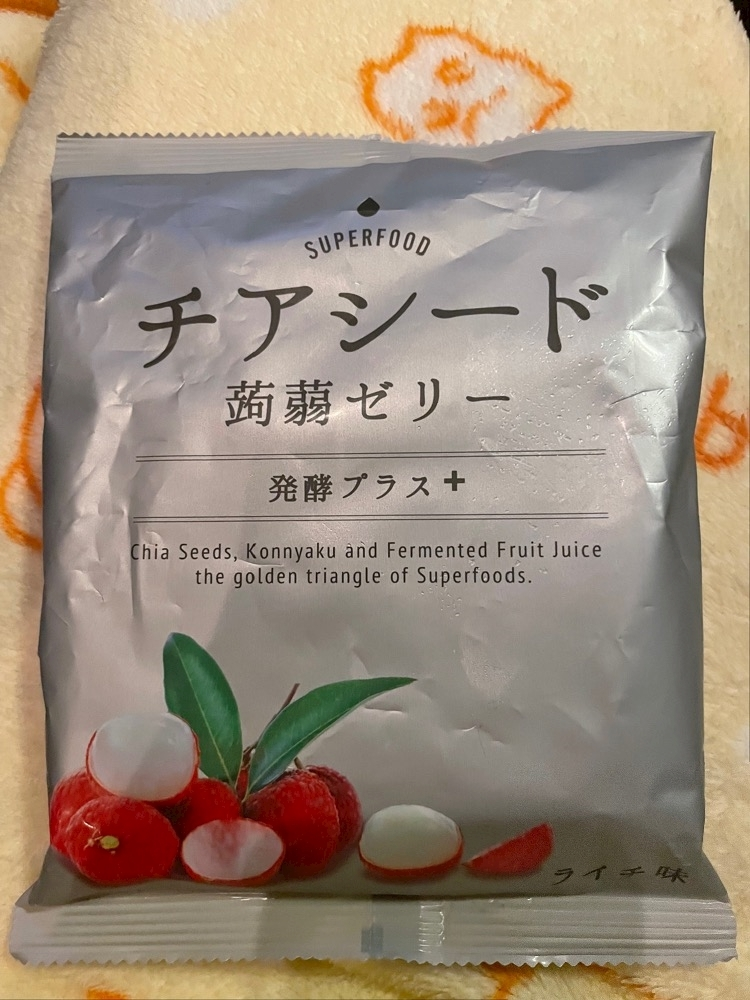 SUPERFOOD
チアシード
蒟蒻ゼリー
発酵プラス+
Chia Seeds, Konnyaku and Fermented Fruit Juice
the golden triangle of Superfoods.
ライチ味